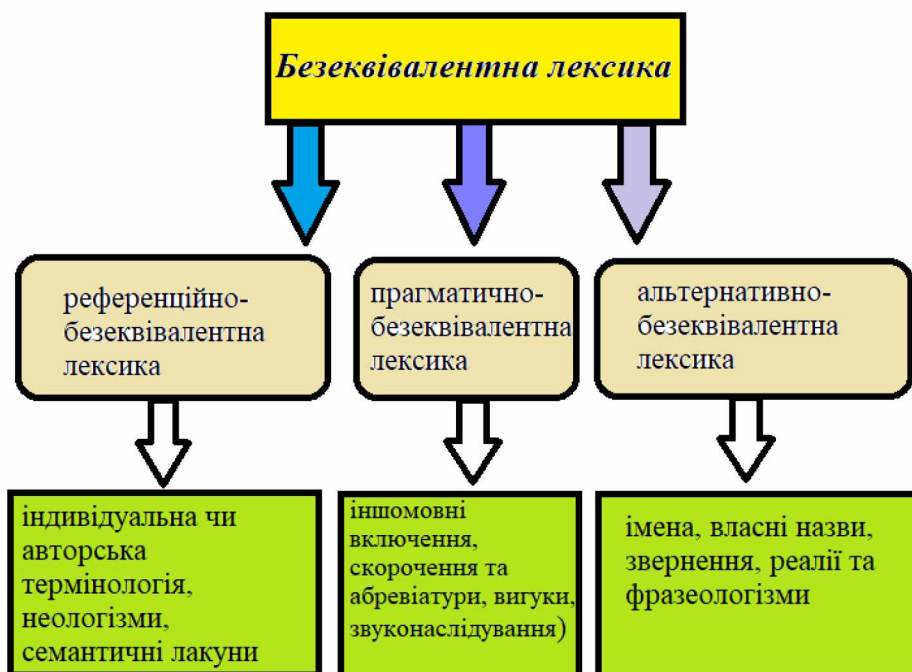 Безеквівалентна лексика
референційно-
безеквівалентна
лексика
прагматично-
безеквівалентна
лексика
альтернативно-
безеквівалентна
лексика
індивідуальна чи
авторська
термінологія,
неологізми,
семантичні лакуни
іншомовні
включення,
скорочення та
абревіатури, вигуки,
звуконаслідування)
імена, власні назви,
звернення, реалії та
фразеологізми